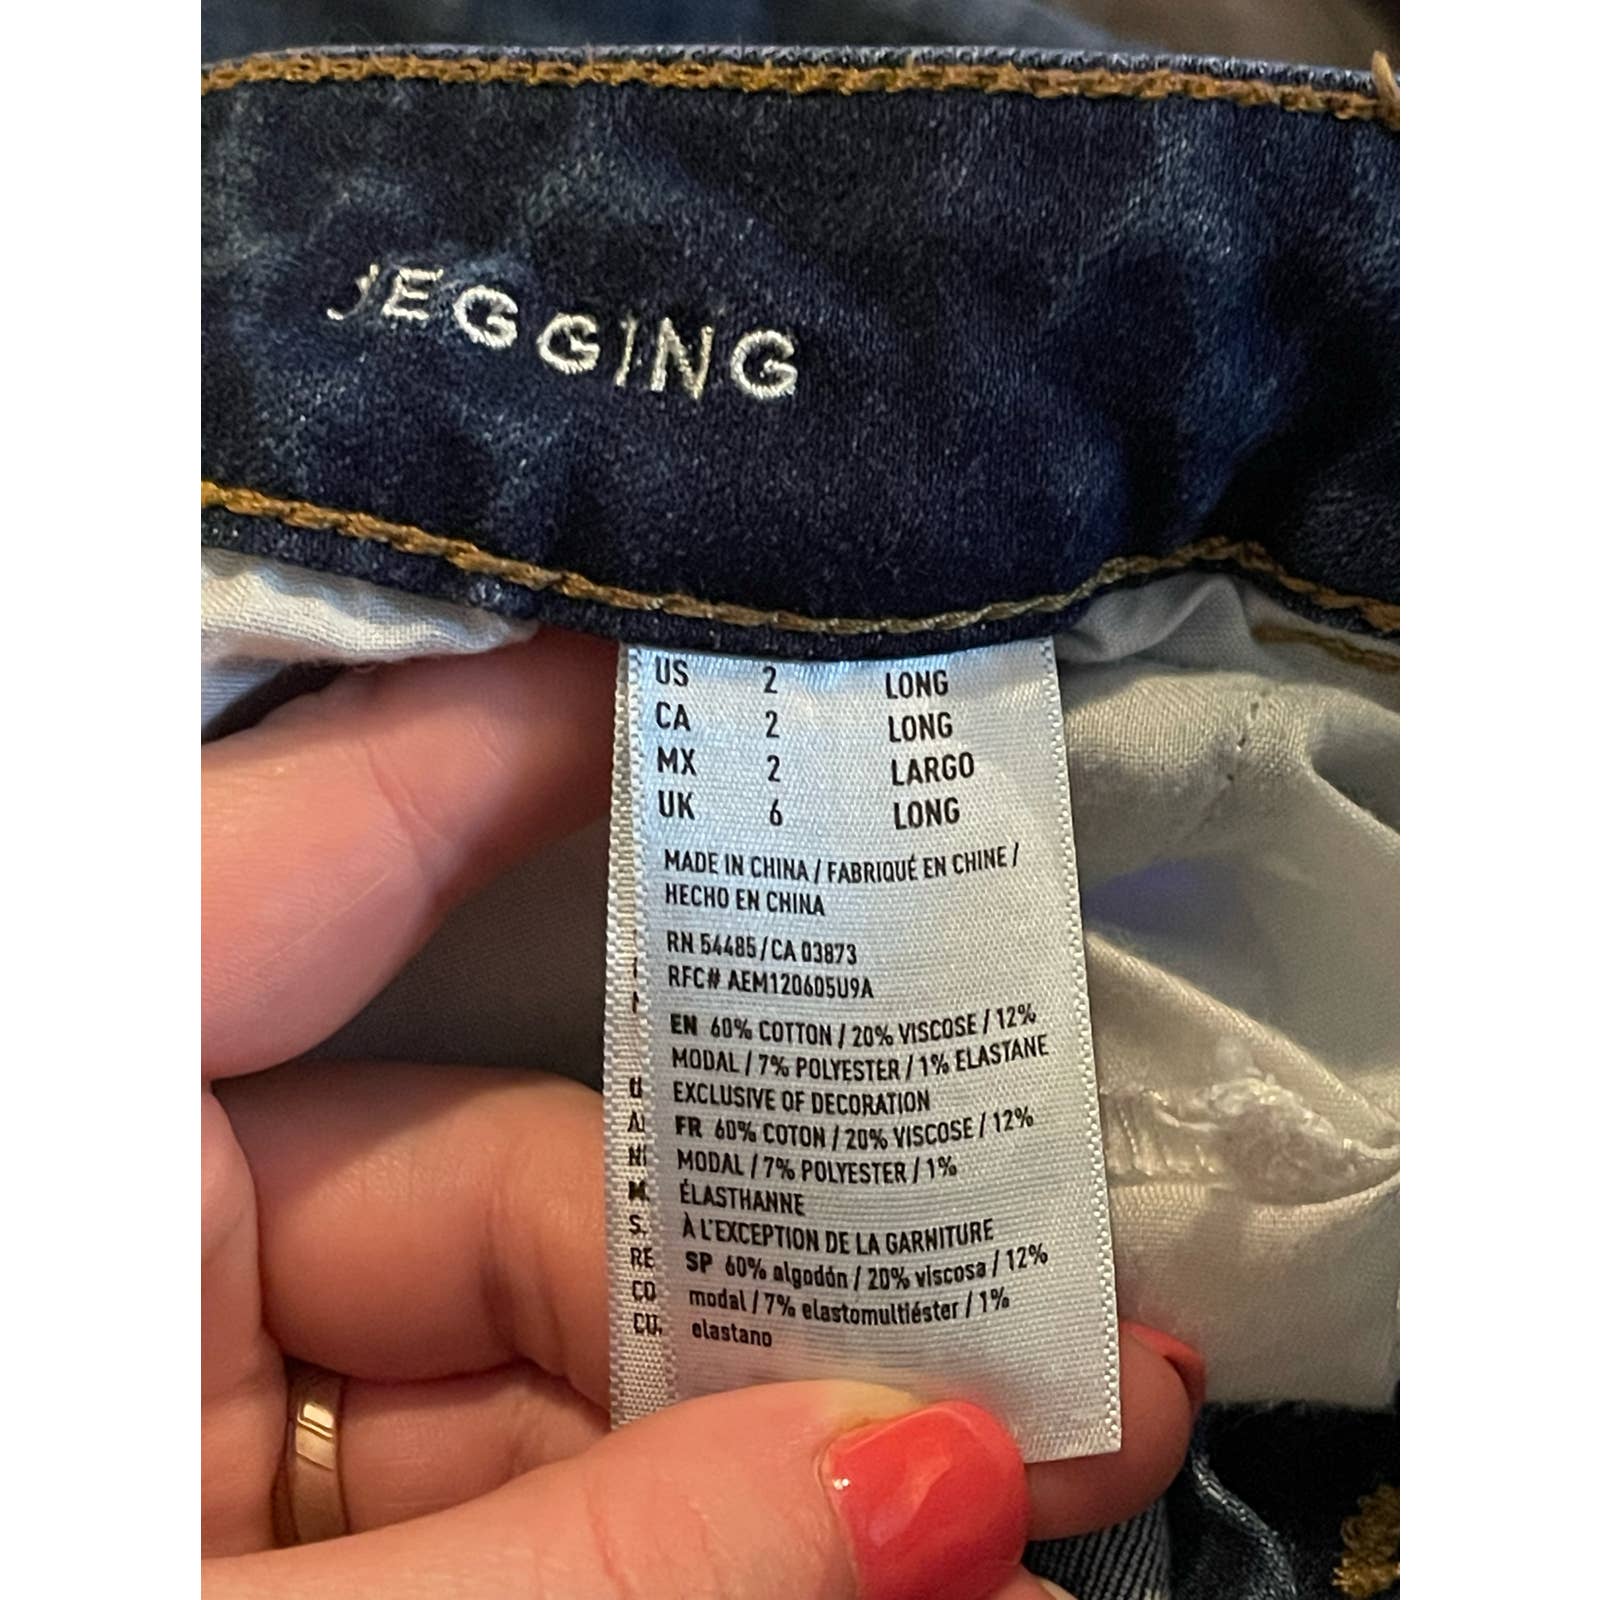 JEGGING
US 2 LONG
CA 2 LONG
MX 2 LARGO
UK 6 LONG
MADE IN CHINA / FABRIQUÉ EN CHINE /
HECHO EN CHINA
RN 54485 / CA 03873
RFC# AEM120605U9A
EN 60% COTTON / 20% VISCOSE / 12%
MODAL / 7% POLYESTER / 1% ELASTANE
EXCLUSIVE OF DECORATION
FR 60% COTON / 20% VISCOSE / 12%
MODAL / 7% POLYESTER / 1%
ÉLASTHANNE
À L'EXCEPTION DE LA GARNITURE
SP 60% algodón / 20% viscosa / 12%
modal / 7% elastomultiéster / 1%
elastano